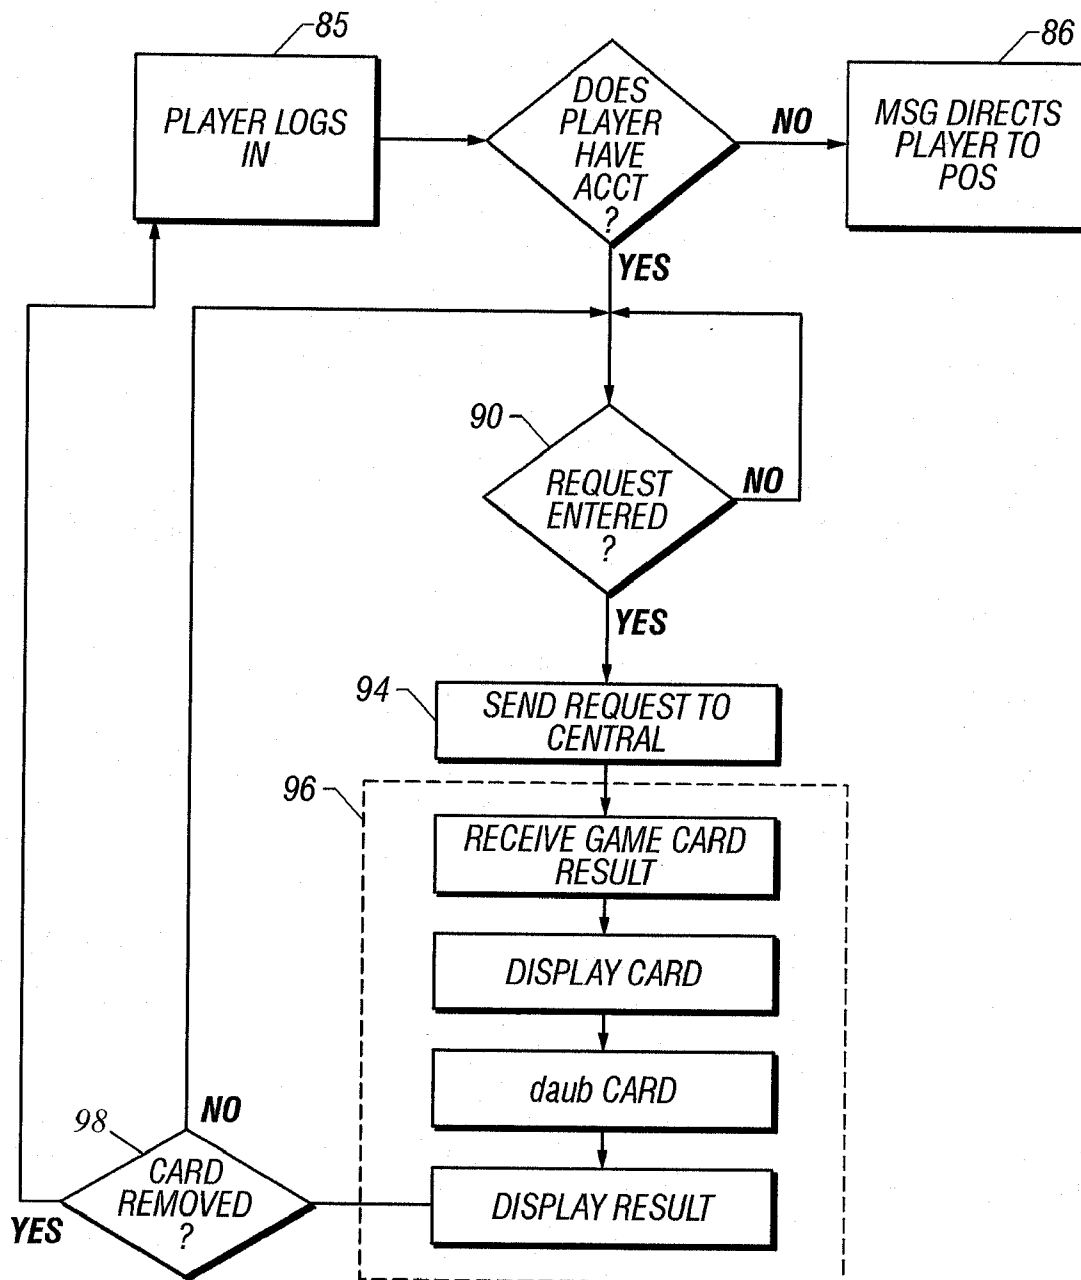 85
PLAYER LOGS
IN
DOES
PLAYER
HAVE
ACCT
?
NO
86
MSG DIRECTS
PLAYER TO
POS
YES
90
REQUEST
ENTERED
?
NO
YES
94
SEND REQUEST TO
CENTRAL
96
RECEIVE GAME CARD
RESULT
DISPLAY CARD
daub CARD
DISPLAY RESULT
98
NO
CARD
REMOVED
?
YES